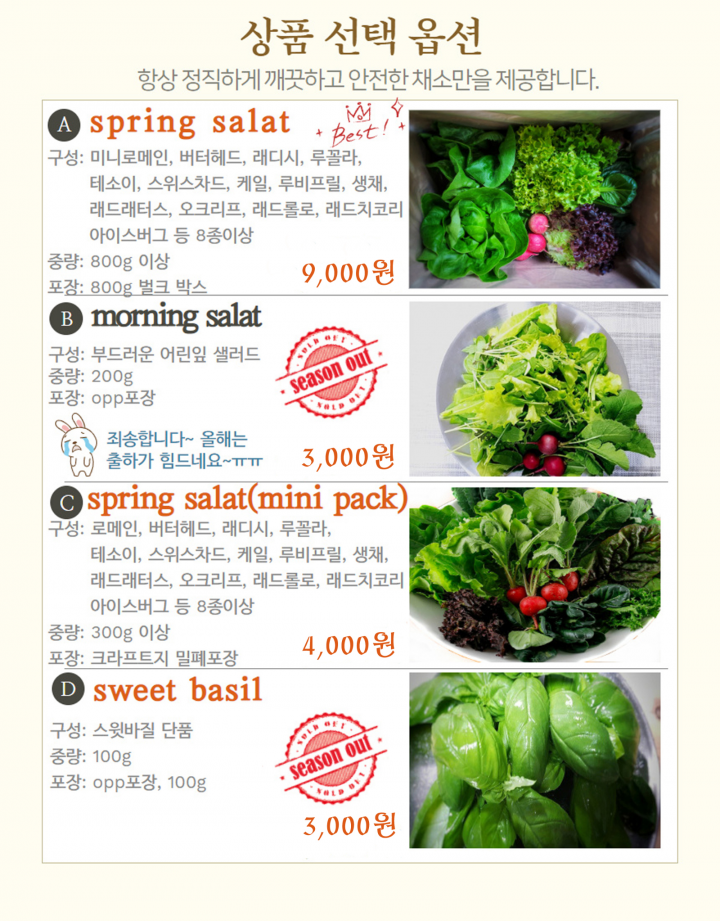 상품 선택 옵션
항상 정직하게 깨끗하고 안전한 채소만을 제공합니다.
A spring salat
Best!
구성: 미니로메인, 버터헤드, 래디시, 루꼴라,
테소이, 스위스차드, 케일, 루비프릴, 생채,
래드래터스, 오크리프, 래드롤로, 래드치코리
아이스버그 등 8종이상
중량: 800g 이상
포장: 800g 벌크 박스
9,000원
B morning salat
구성: 부드러운 어린잎 샐러드
중량: 200g
포장: opp포장
SOLD OUT
season out
SOLD OUT
죄송합니다~ 올해는
출하가 힘드네요~ㅠㅠ
3,000원
C spring salat(mini pack)
구성: 로메인, 버터헤드, 래디시, 루꼴라,
테소이, 스위스차드, 케일, 루비프릴, 생채,
래드래터스, 오크리프, 래드롤로, 래드치코리
아이스버그 등 8종이상
중량: 300g 이상
포장: 크라프트지 밀폐포장
4,000원
D sweet basil
구성: 스윗바질 단품
중량: 100g
포장: opp포장, 100g
SOLD OUT
season out
SOLD OUT
3,000원